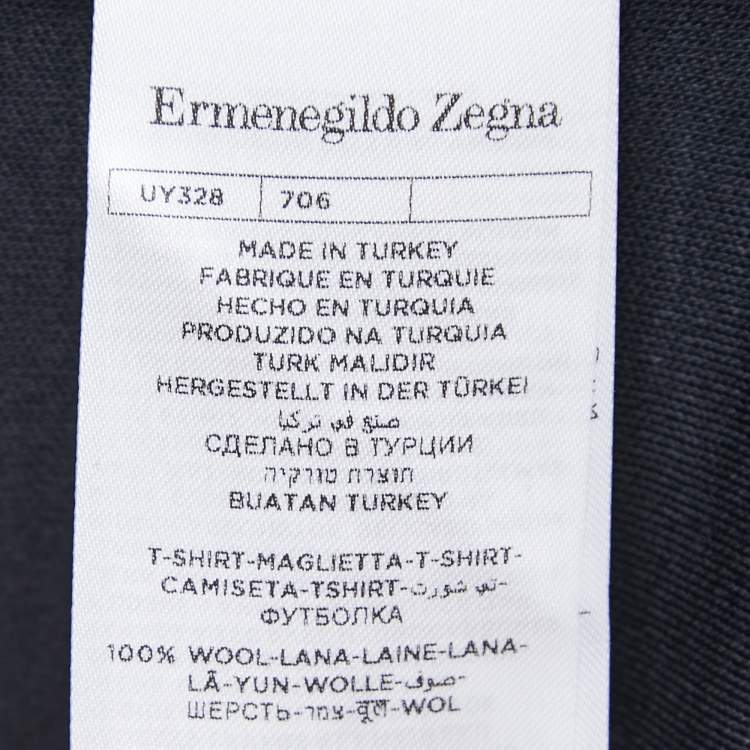 Ermenegildo Zegna
UY328 706
MADE IN TURKEY
FABRIQUE EN TURQUIE
HECHO EN TURQUIA
PRODUZIDO NA TURQUIA
TURK MALIDIR
HERGESTELLT IN DER TÜRKEI
صنع في تركيا
СДЕЛАНО В ТУРЦИИ
תוצרת טורקיה
BUATAN TURKEY
T-SHIRT-MAGLIETTA-T-SHIRT-
CAMISETA-TSHIRT-تي شورت-
ФУТБОЛКА
100% WOOL-LANA-LAINE-LANA-
LÃ-YUN-WOLLE-صوف-
ШЕРСТЬ-צמר-वूल-WOL